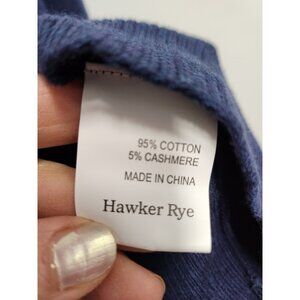 95% COTTON
5% CASHMERE
MADE IN CHINA
Hawker Rye